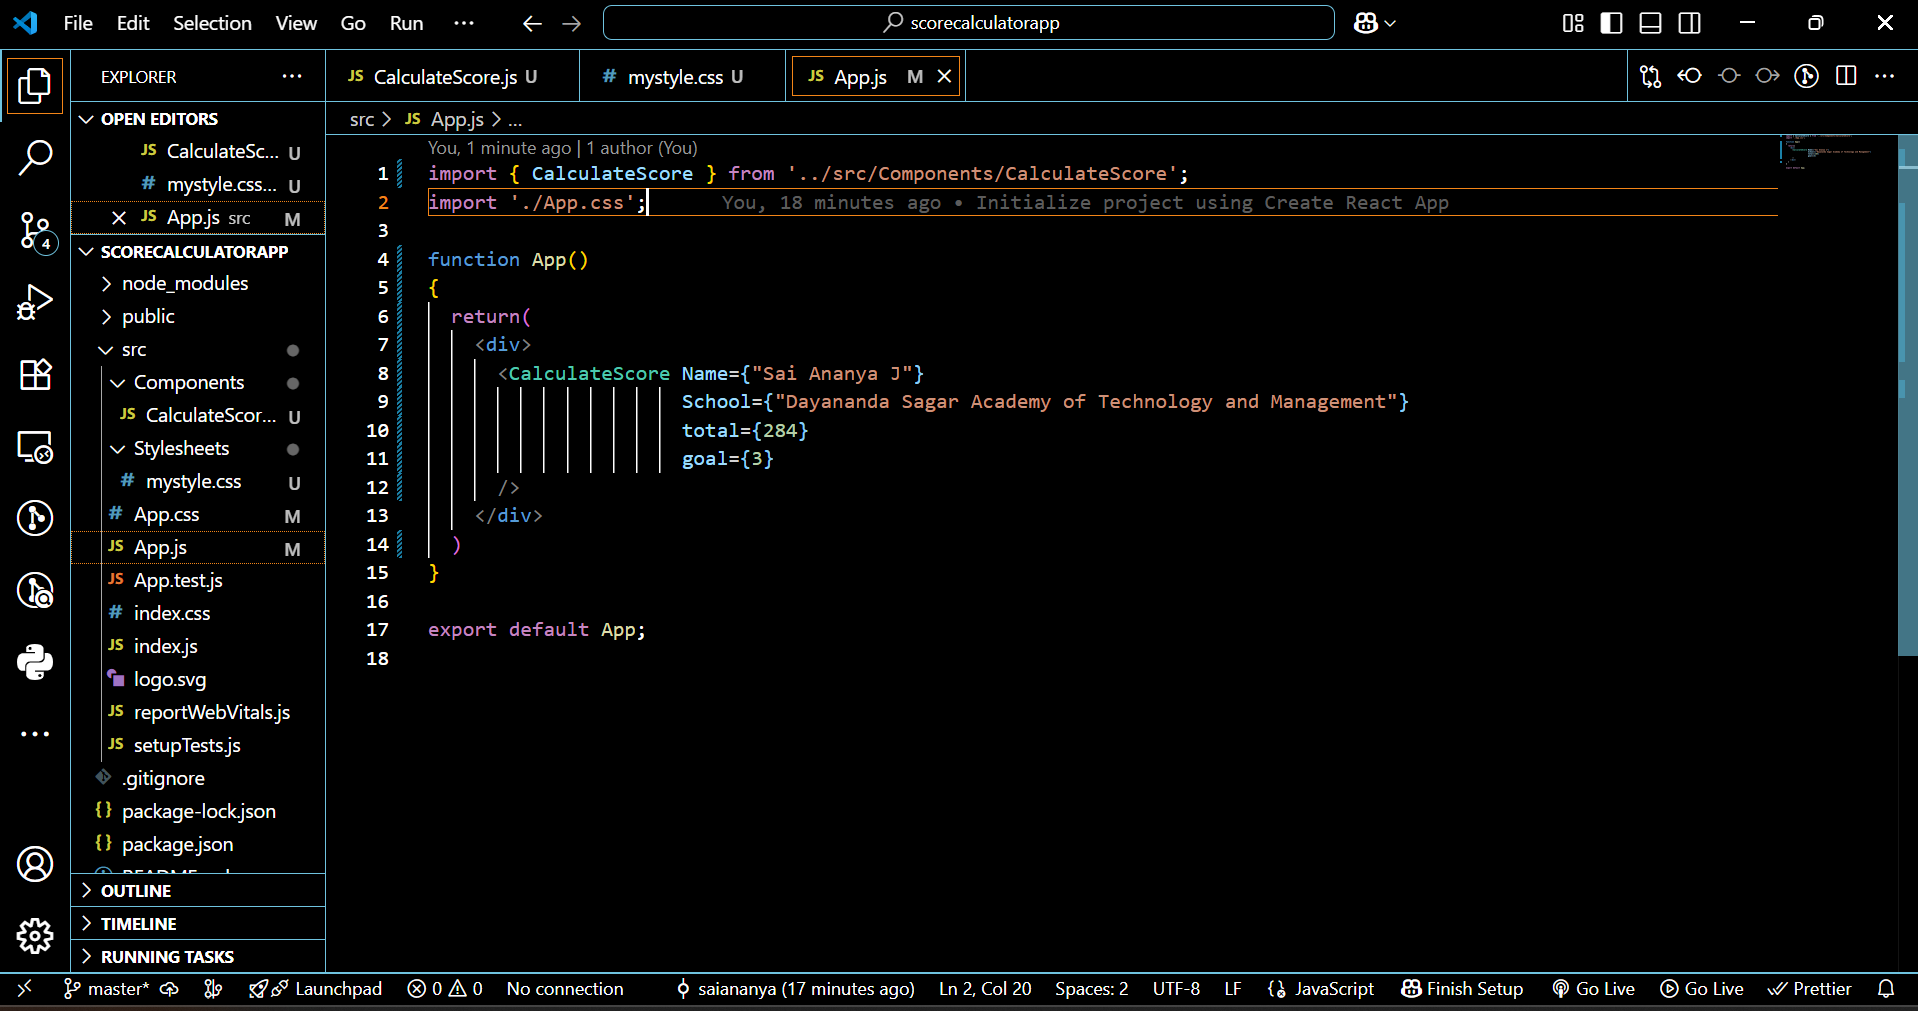 File Edit Selection View Go Run ··· scorecalculatorapp
EXPLORER ···
OPEN EDITORS
JS CalculateSc... U
# mystyle.css... U
JS App.js src M
SCORECALCULATORAPP
node_modules
public
src
Components
JS CalculateScor... U
Stylesheets
# mystyle.css U
# App.css M
JS App.js M
JS App.test.js
# index.css
JS index.js
logo.svg
JS reportWebVitals.js
JS setupTests.js
.gitignore
{} package-lock.json
{} package.json
OUTLINE
TIMELINE
RUNNING TASKS
4
JS CalculateScore.js U # mystyle.css U JS App.js M
src > JS App.js > ...
You, 1 minute ago | 1 author (You)
1 import { CalculateScore } from '../src/Components/CalculateScore';
2 import './App.css'; You, 18 minutes ago • Initialize project using Create React App
3
4 function App()
5 {
6 return(
7 <div>
8 <CalculateScore Name={"Sai Ananya J"}
9 School={"Dayananda Sagar Academy of Technology and Management"}
10 total={284}
11 goal={3}
12 />
13 </div>
14 )
15 }
16
17 export default App;
18
master* Launchpad 0 0 No connection saiananya (17 minutes ago) Ln 2, Col 20 Spaces: 2 UTF-8 LF JavaScript Finish Setup Go Live Go Live Prettier